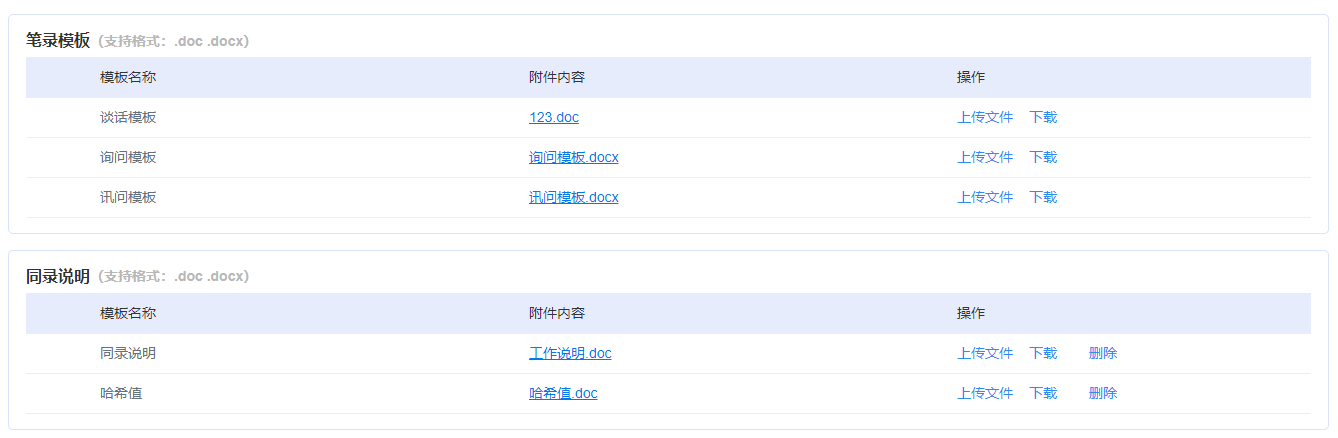 笔录模板（支持格式：.doc .docx）
模板名称 附件内容 操作
谈话模板 123.doc 上传文件 下载
询问模板 询问模板.docx 上传文件 下载
讯问模板 讯问模板.docx 上传文件 下载
同录说明（支持格式：.doc .docx）
模板名称 附件内容 操作
同录说明 工作说明.doc 上传文件 下载 删除
哈希值 哈希值.doc 上传文件 下载 删除